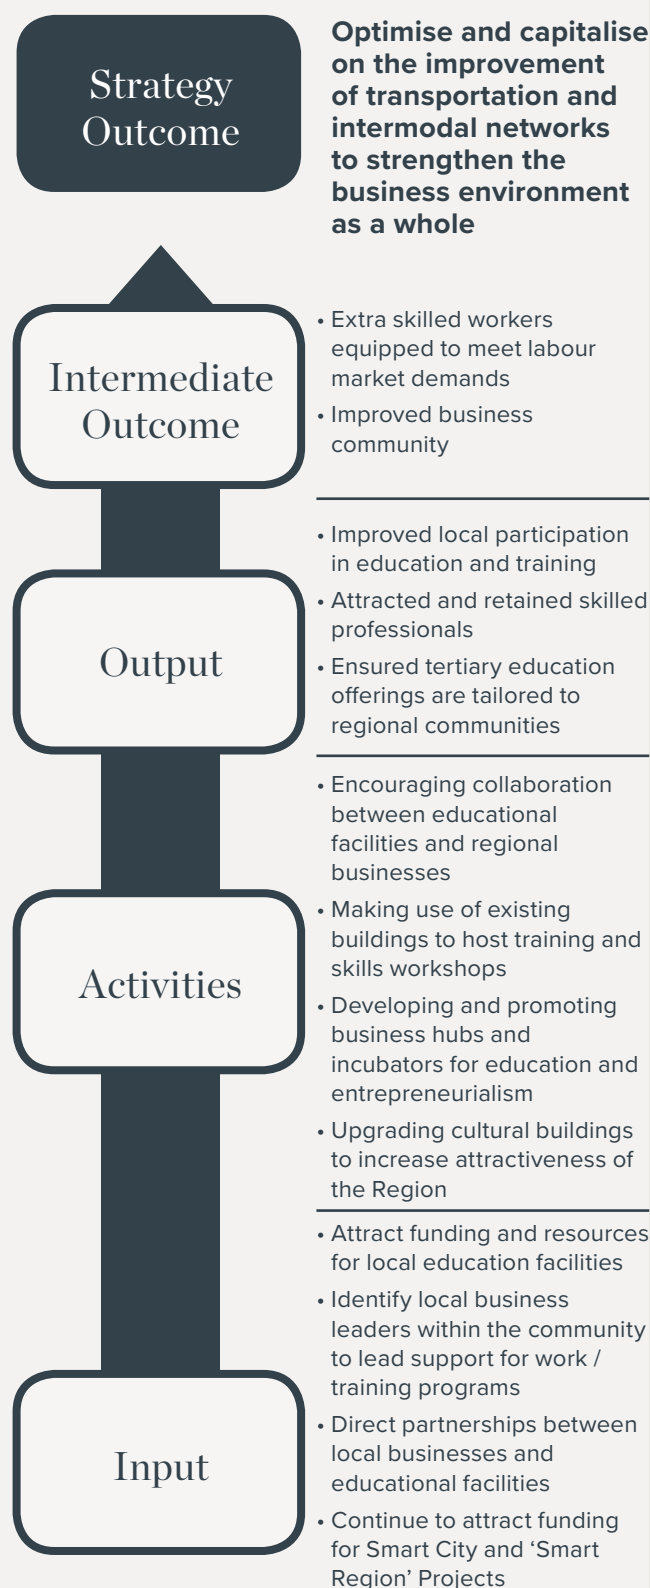 Strategy
Outcome
Optimise and capitalise
on the improvement
of transportation and
intermodal networks
to strengthen the
business environment
as a whole
Intermediate
Outcome
• Extra skilled workers
equipped to meet labour
market demands
• Improved business
community
Output
• Improved local participation
in education and training
• Attracted and retained skilled
professionals
• Ensured tertiary education
offerings are tailored to
regional communities
Activities
• Encouraging collaboration
between educational
facilities and regional
businesses
• Making use of existing
buildings to host training and
skills workshops
• Developing and promoting
business hubs and
incubators for education and
entrepreneurialism
• Upgrading cultural buildings
to increase attractiveness of
the Region
Input
• Attract funding and resources
for local education facilities
• Identify local business
leaders within the community
to lead support for work /
training programs
• Direct partnerships between
local businesses and
educational facilities
• Continue to attract funding
for Smart City and ‘Smart
Region’ Projects